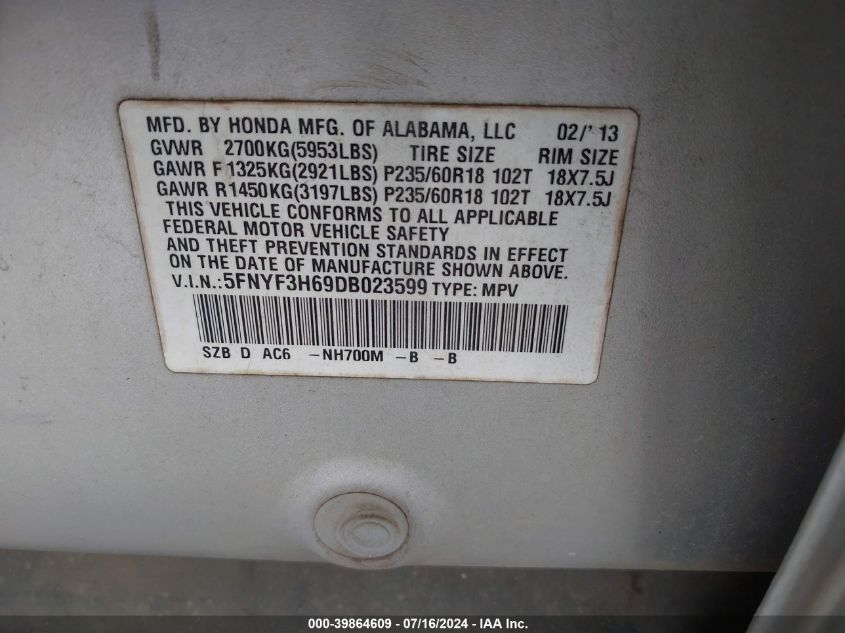 MFD. BY HONDA MFG. OF ALABAMA, LLC 02/'13
GVWR 2700KG(5953LBS) TIRE SIZE RIM SIZE
GAWR F1325KG(2921LBS) P235/60R18 102T 18X7.5J
GAWR R1450KG(3197LBS) P235/60R18 102T 18X7.5J
THIS VEHICLE CONFORMS TO ALL APPLICABLE
FEDERAL MOTOR VEHICLE SAFETY
AND THEFT PREVENTION STANDARDS IN EFFECT
ON THE DATE OF MANUFACTURE SHOWN ABOVE.
V.I.N.:5FNYF3H69DB023599 TYPE: MPV
SZB D AC6 -NH700M -B -B
000-39864609 - 07/16/2024 - IAA Inc.